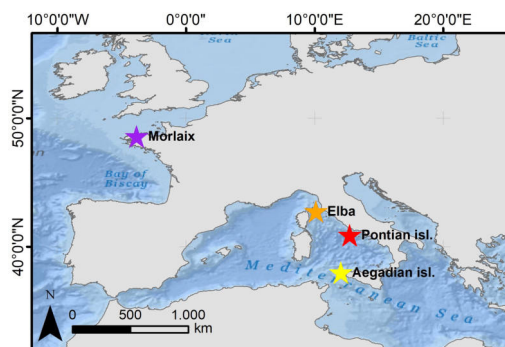 10°0'0"W
0°0'0"
10°0'0"E
20°0'0"E
Sea
Baltic
Sea
50°0'0"N
Morlaix
Bay of
Biscay
Elba
Pontian isl.
40°0'0"N
Aegadian isl.
Mediterranean Sea
N
0 500 1.000
km